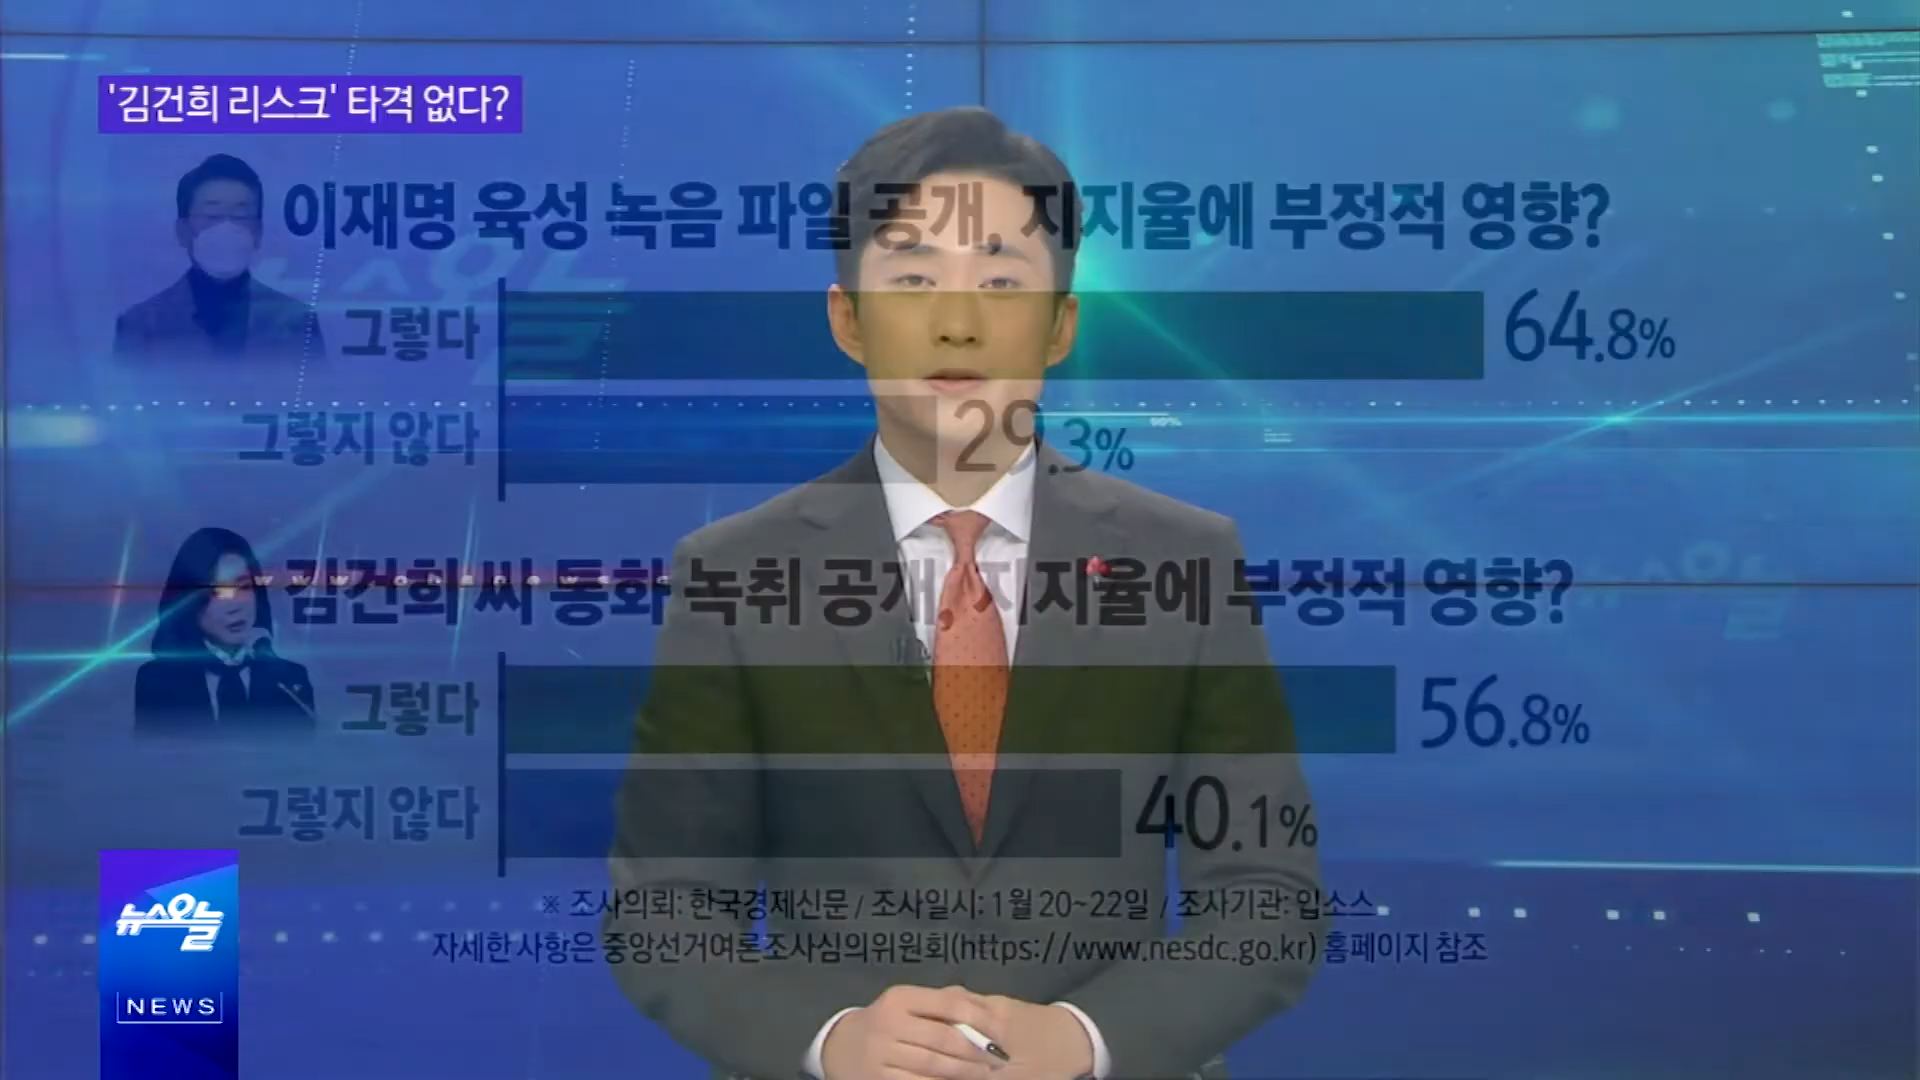 '김건희 리스크' 타격 없다?
이재명 육성 녹음 파일 공개, 지지율에 부정적 영향?
그렇다 64.8%
그렇지 않다 29.3%
김건희 씨 통화 녹취 공개, 지지율에 부정적 영향?
그렇다 56.8%
그렇지 않다 40.1%
※ 조사의뢰: 한국경제신문 / 조사일시: 1월 20~22일 / 조사기관: 입소스
자세한 사항은 중앙선거여론조사심의위원회(https://www.nesdc.go.kr) 홈페이지 참조
뉴스오늘
NEWS